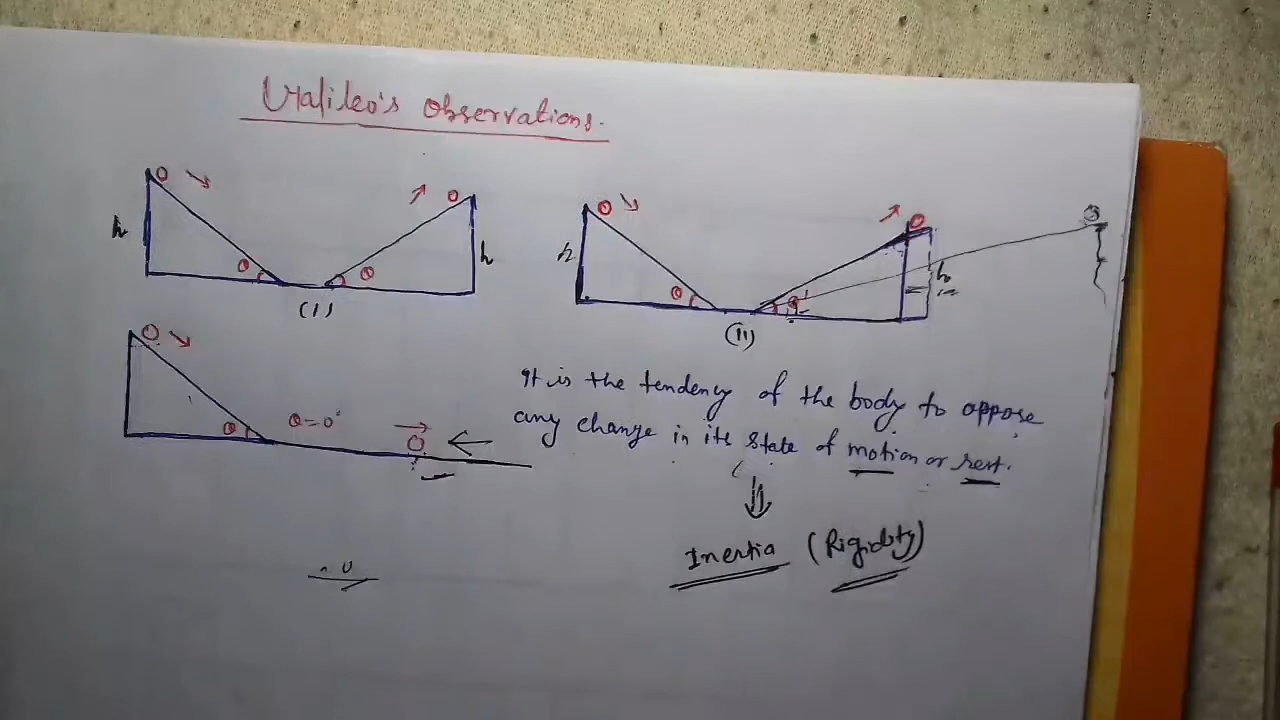 Galileo's observations.
h θ θ h
(I)
h θ θ' h
(II)
θ θ=0°
It is the tendency of the body to oppose
any change in its state of motion or rest.
Inertia (Rigidity)